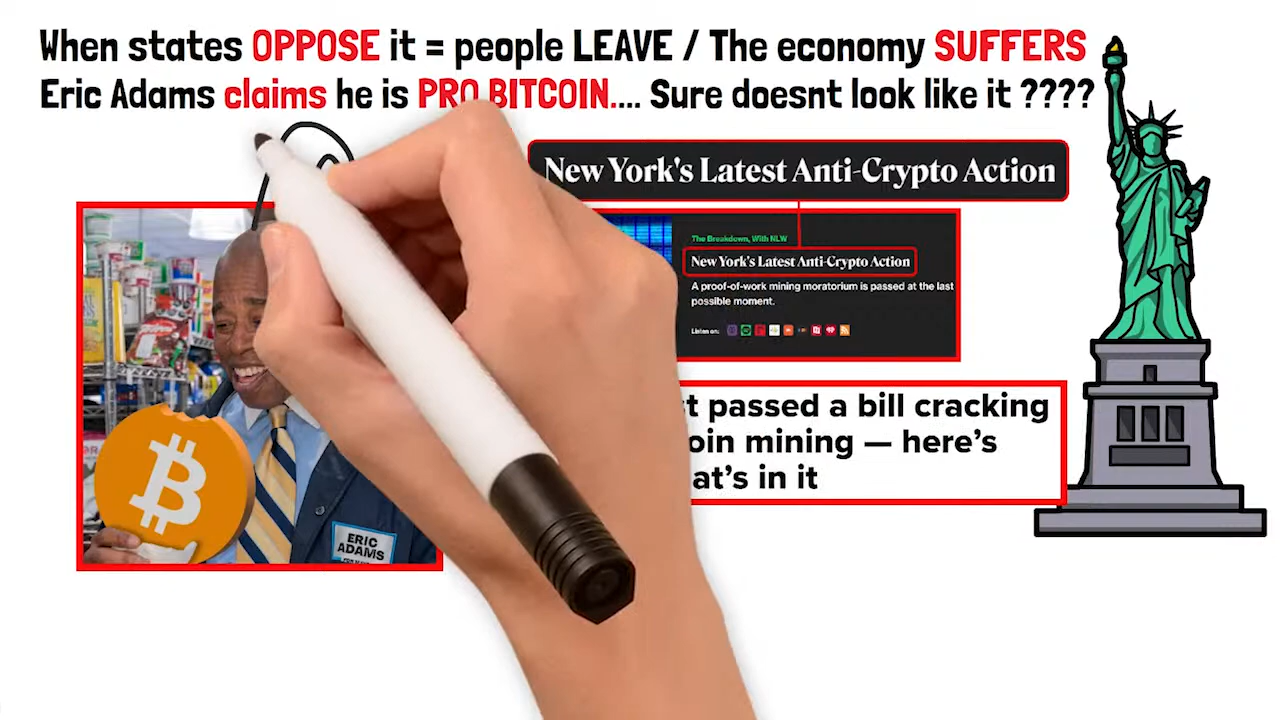 When states OPPOSE it = people LEAVE / The economy SUFFERS
Eric Adams claims he is PRO BITCOIN.... Sure doesnt look like it ????
New York's Latest Anti-Crypto Action
The Breakdown, With NLW
New York's Latest Anti-Crypto Action
A proof-of-work mining moratorium is passed at the last
possible moment.
Listen on:
passed a bill cracking
mining — here's
in it
ERIC
ADAMS